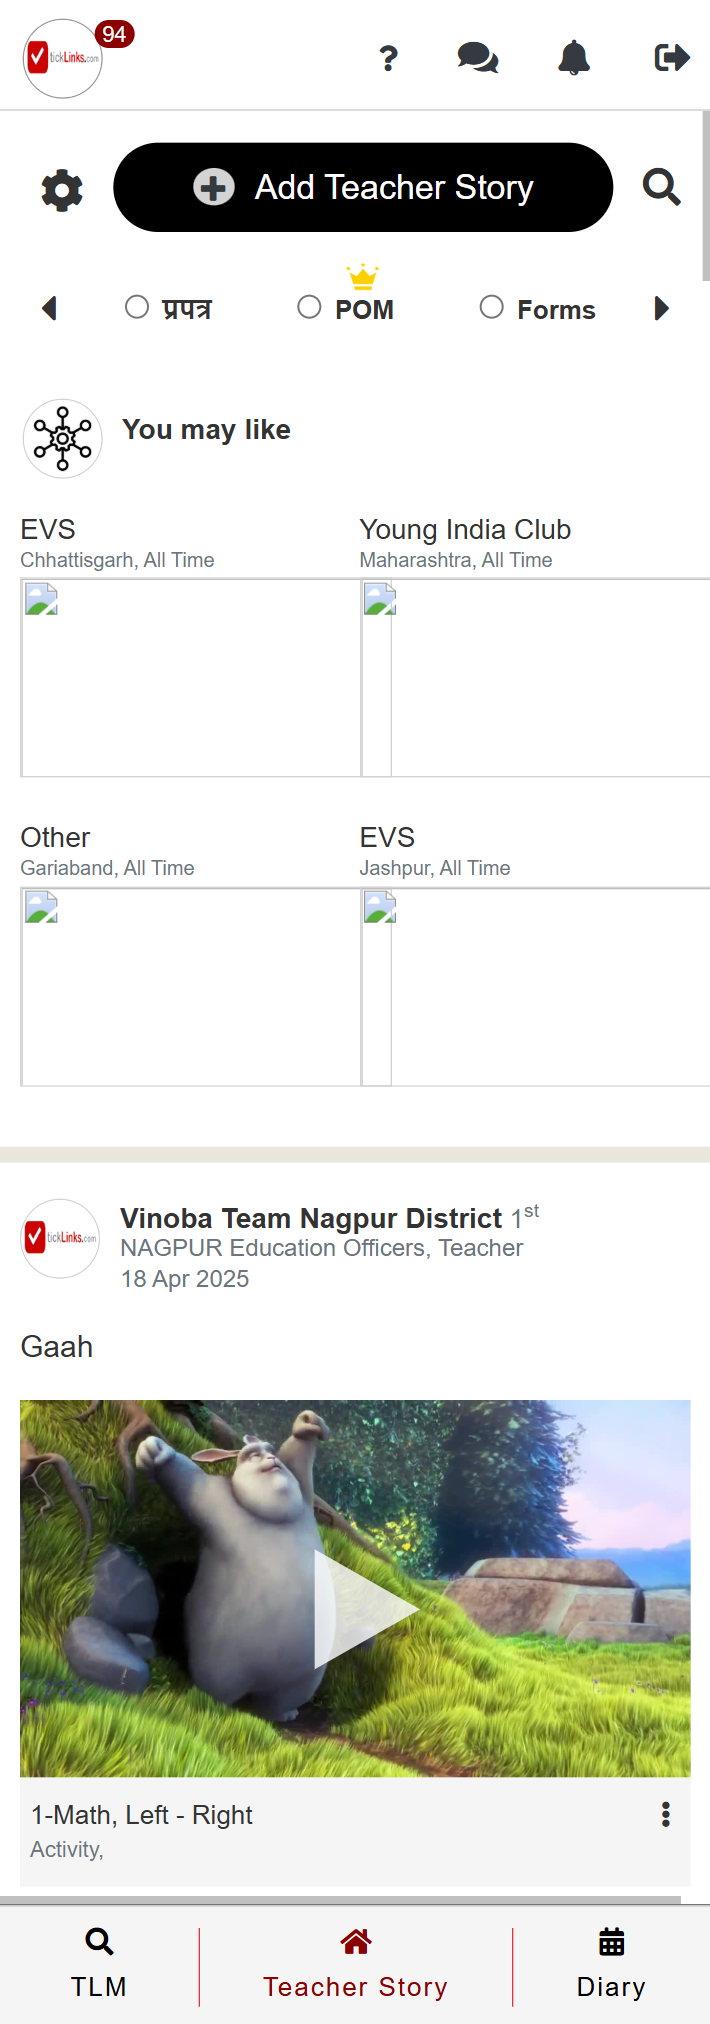 tickLinks.com
94
?
Add Teacher Story
प्रपत्र
POM
Forms
You may like
EVS
Chhattisgarh, All Time
Young India Club
Maharashtra, All Time
Other
Gariaband, All Time
EVS
Jashpur, All Time
tickLinks.com
Vinoba Team Nagpur District 1st
NAGPUR Education Officers, Teacher
18 Apr 2025
Gaah
1-Math, Left - Right
Activity,
TLM
Teacher Story
Diary